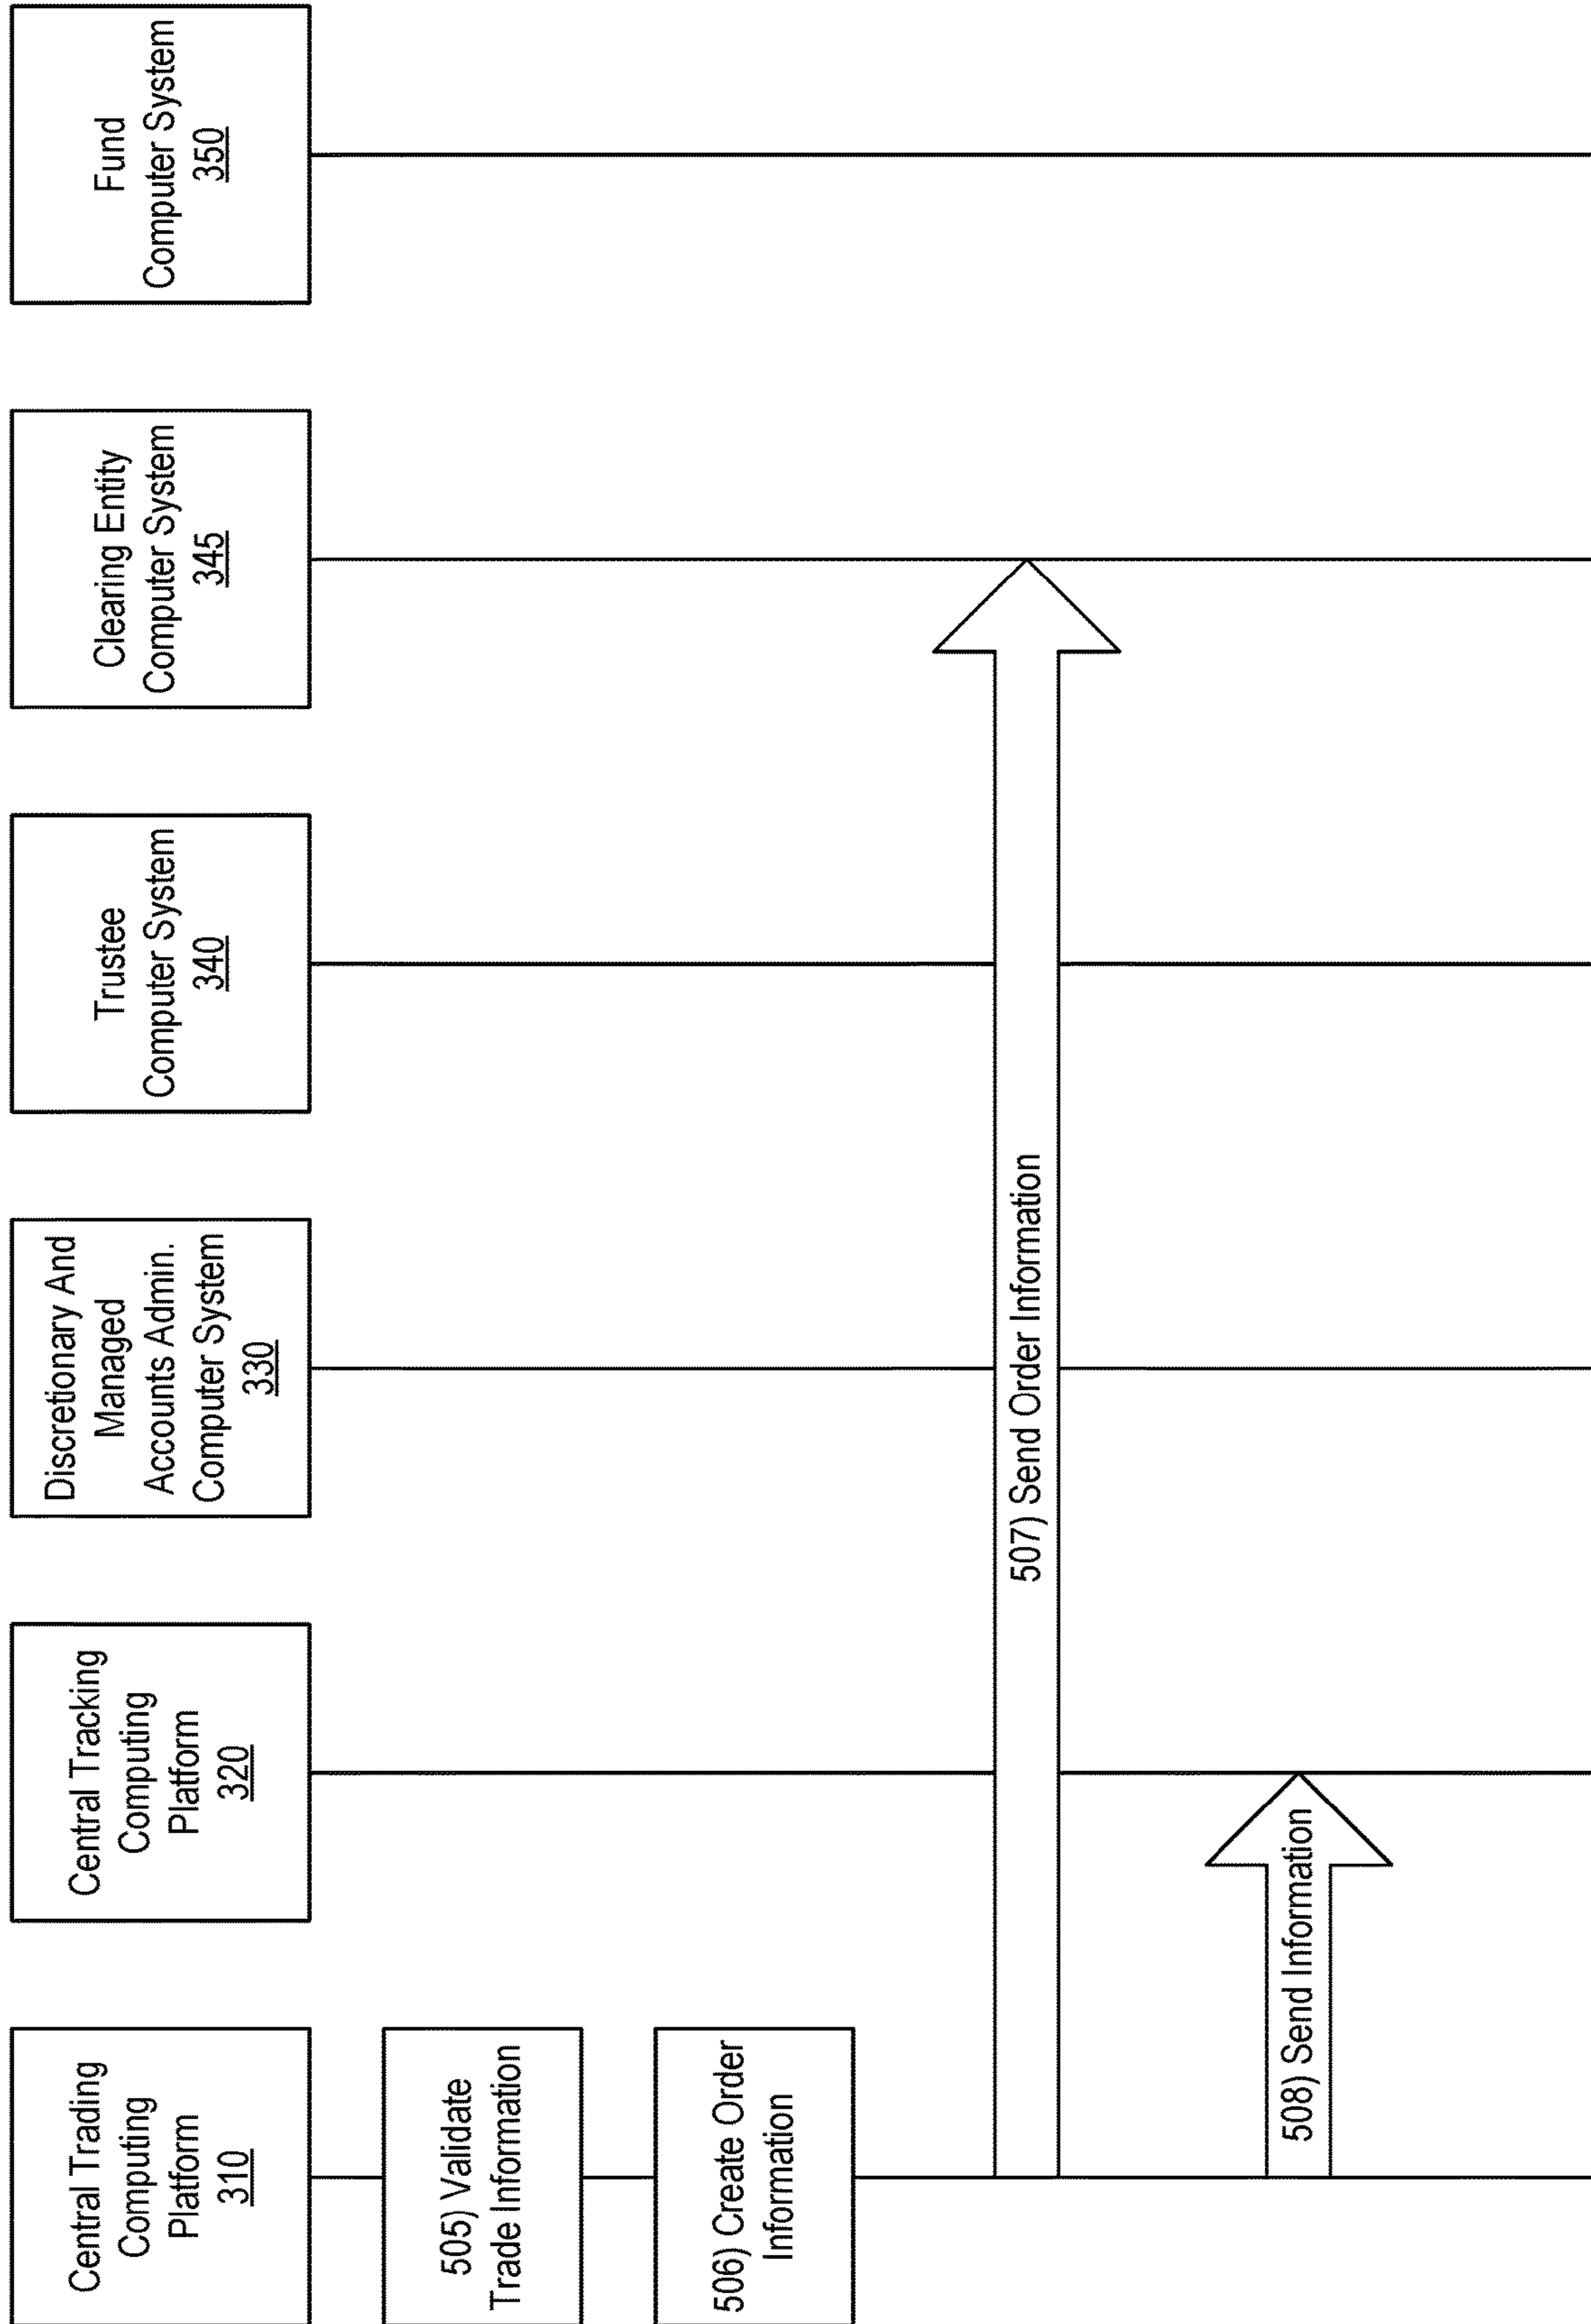 Central Trading
Computing
Platform
310
Central Tracking
Computing
Platform
320
Discretionary And
Managed
Accounts Admin.
Computer System
330
Trustee
Computer System
340
Clearing Entity
Computer System
345
Fund
Computer System
350
505) Validate
Trade Information
506) Create Order
Information
507) Send Order Information
508) Send Information